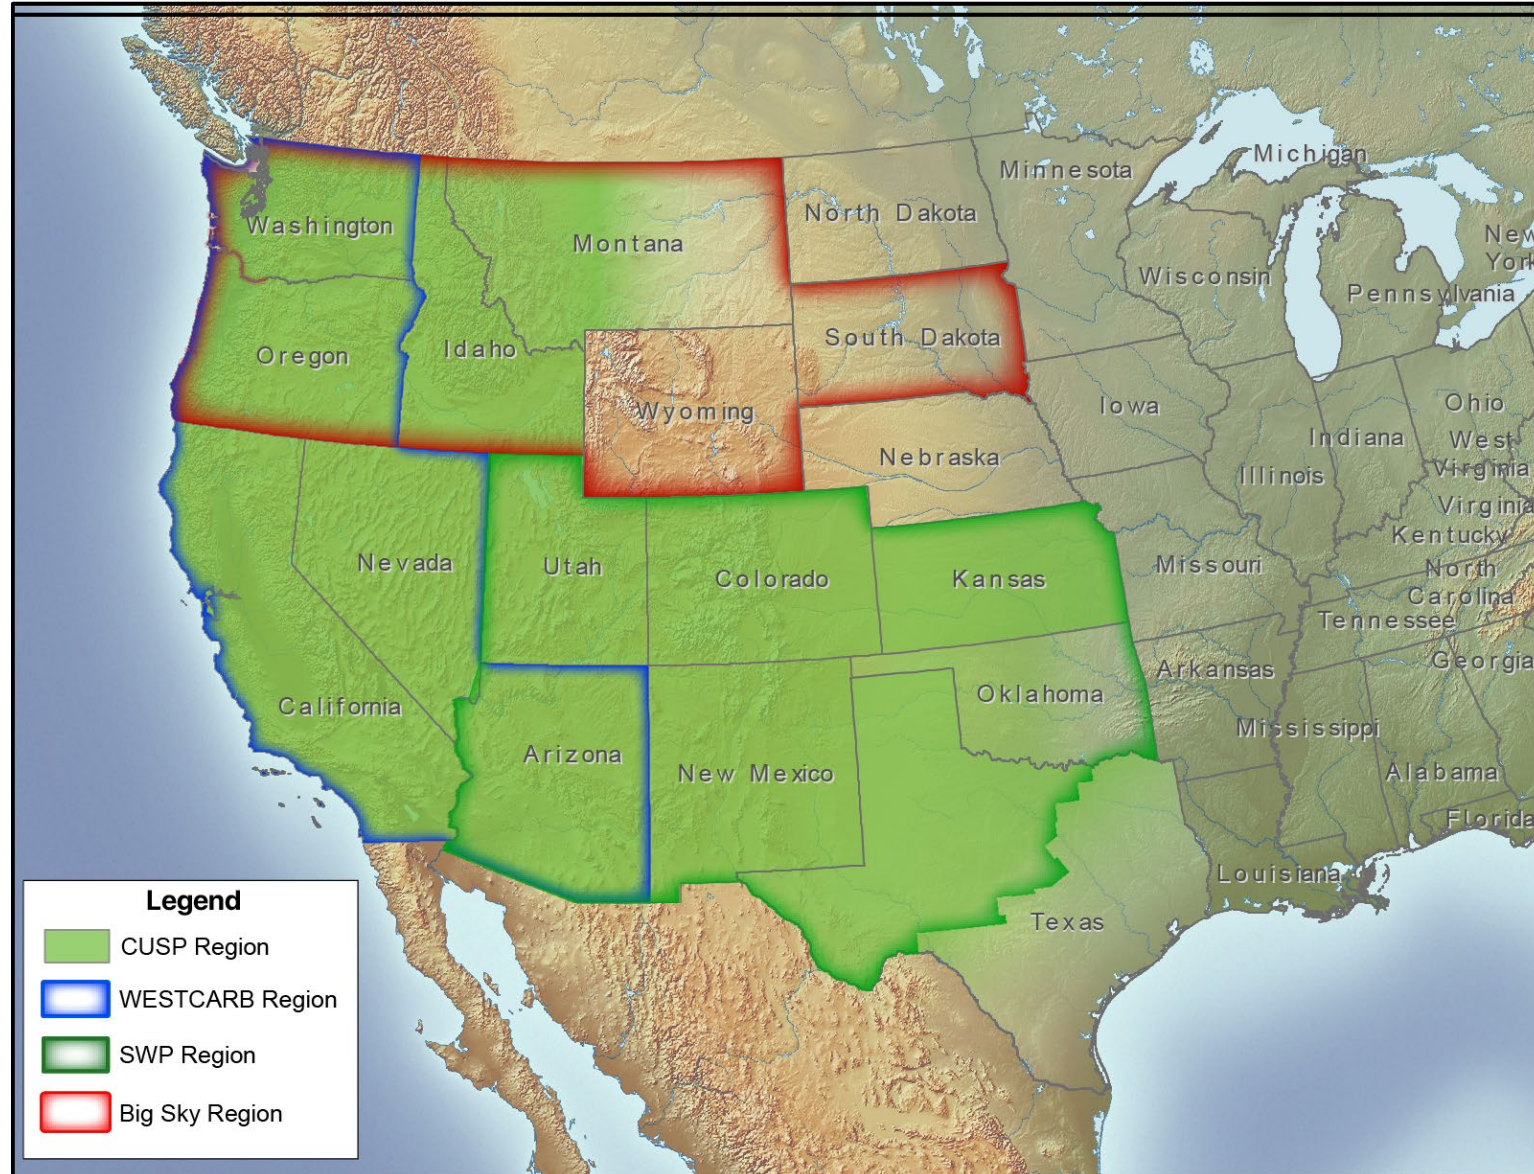 Michigan
Minnesota
Washington
North Dakota
Montana
New
York
Wisconsin
Pennsylvania
South Dakota
Idaho
Oregon
Iowa
Ohio
Wyoming
Indiana
West
Virginia
Nebraska
Illinois
Virginia
Kentucky
Nevada
Utah
Colorado
Kansas
Missouri
North
Carolina
Tennessee
Georgia
Arkansas
Oklahoma
California
Mississippi
Arizona
New Mexico
Alabama
Florida
Louisiana
Texas
Legend
CUSP Region
WESTCARB Region
SWP Region
Big Sky Region